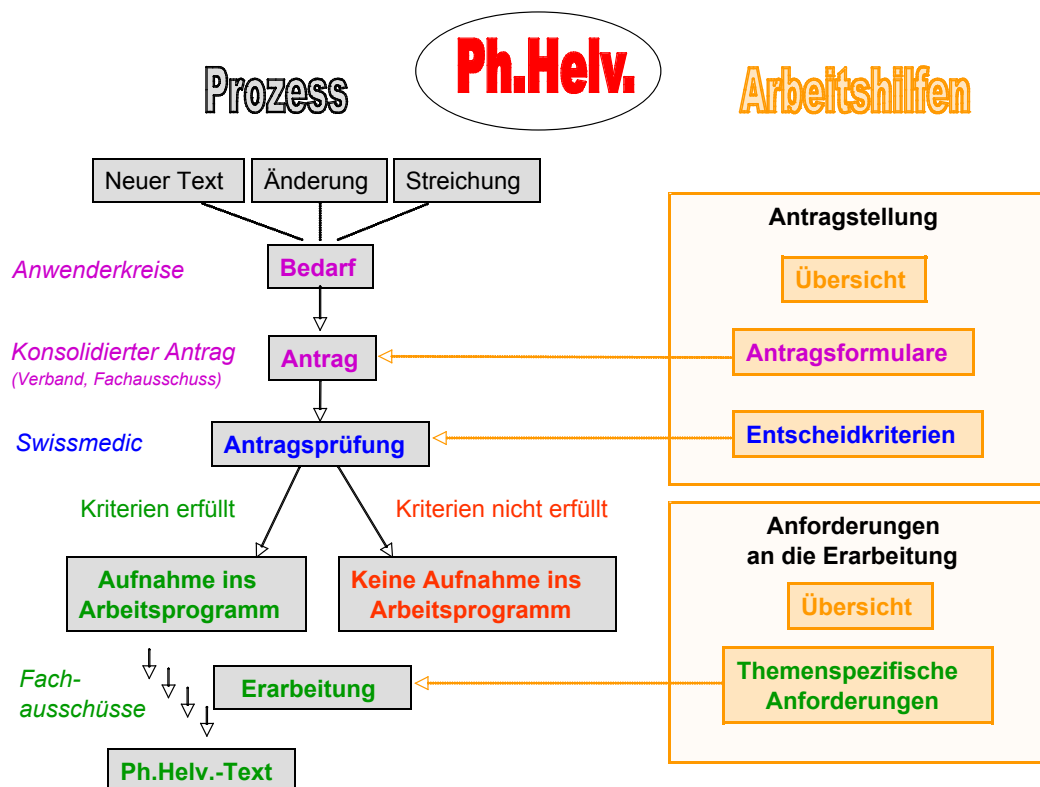 Prozess
Ph.Helv.
Arbeitshilfen
Neuer Text
Änderung
Streichung
Anwenderkreise
Bedarf
Konsolidierter Antrag
(Verband, Fachausschuss)
Antrag
Swissmedic
Antragsprüfung
Kriterien erfüllt
Kriterien nicht erfüllt
Aufnahme ins
Arbeitsprogramm
Keine Aufnahme ins
Arbeitsprogramm
Fach-
ausschüsse
Erarbeitung
Ph.Helv.-Text
Antragstellung
Übersicht
Antragsformulare
Entscheidkriterien
Anforderungen
an die Erarbeitung
Übersicht
Themenspezifische
Anforderungen